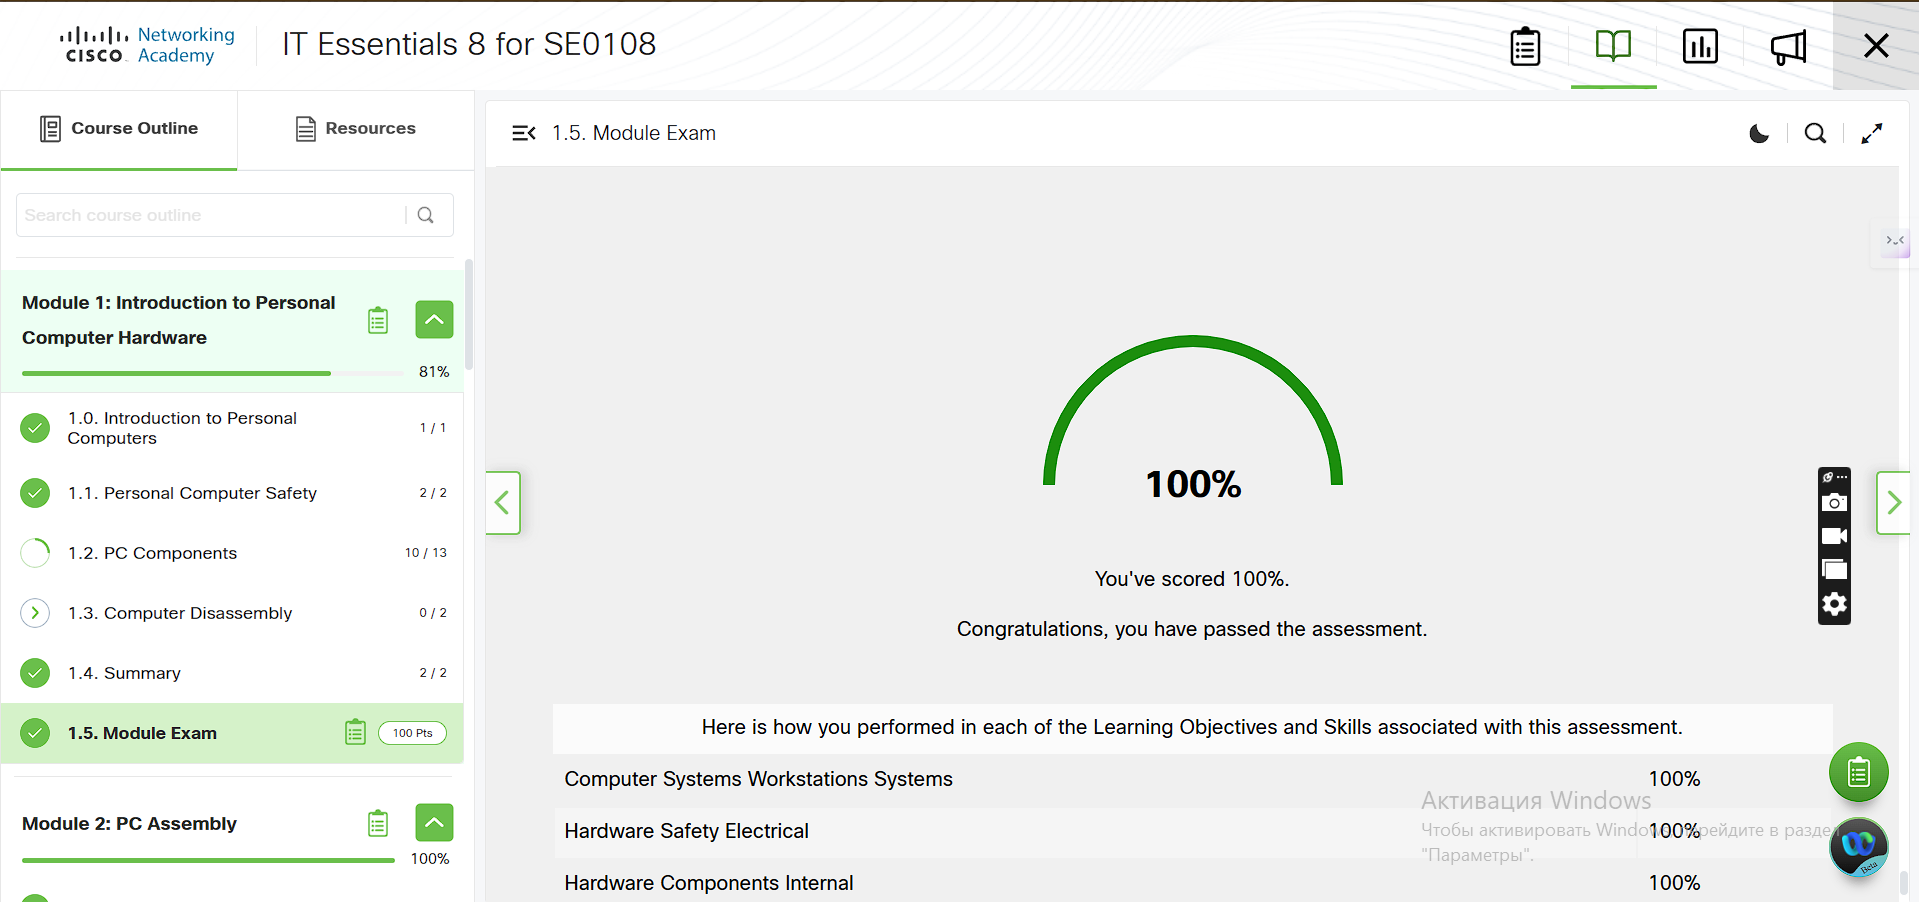 CISCO
Networking
Academy
IT Essentials 8 for SE0108
Course Outline
Resources
Search course outline
Module 1: Introduction to Personal
Computer Hardware
81%
1.0. Introduction to Personal
Computers
1 / 1
1.1. Personal Computer Safety
2 / 2
1.2. PC Components
10 / 13
1.3. Computer Disassembly
0 / 2
1.4. Summary
2 / 2
1.5. Module Exam
100 Pts
Module 2: PC Assembly
100%
1.5. Module Exam
100%
You've scored 100%.
Congratulations, you have passed the assessment.
Here is how you performed in each of the Learning Objectives and Skills associated with this assessment.
Computer Systems Workstations Systems 100%
Hardware Safety Electrical 100%
Hardware Components Internal 100%
Активация Windows
Чтобы активировать Windows, перейдите в раздел
"Параметры".
Beta